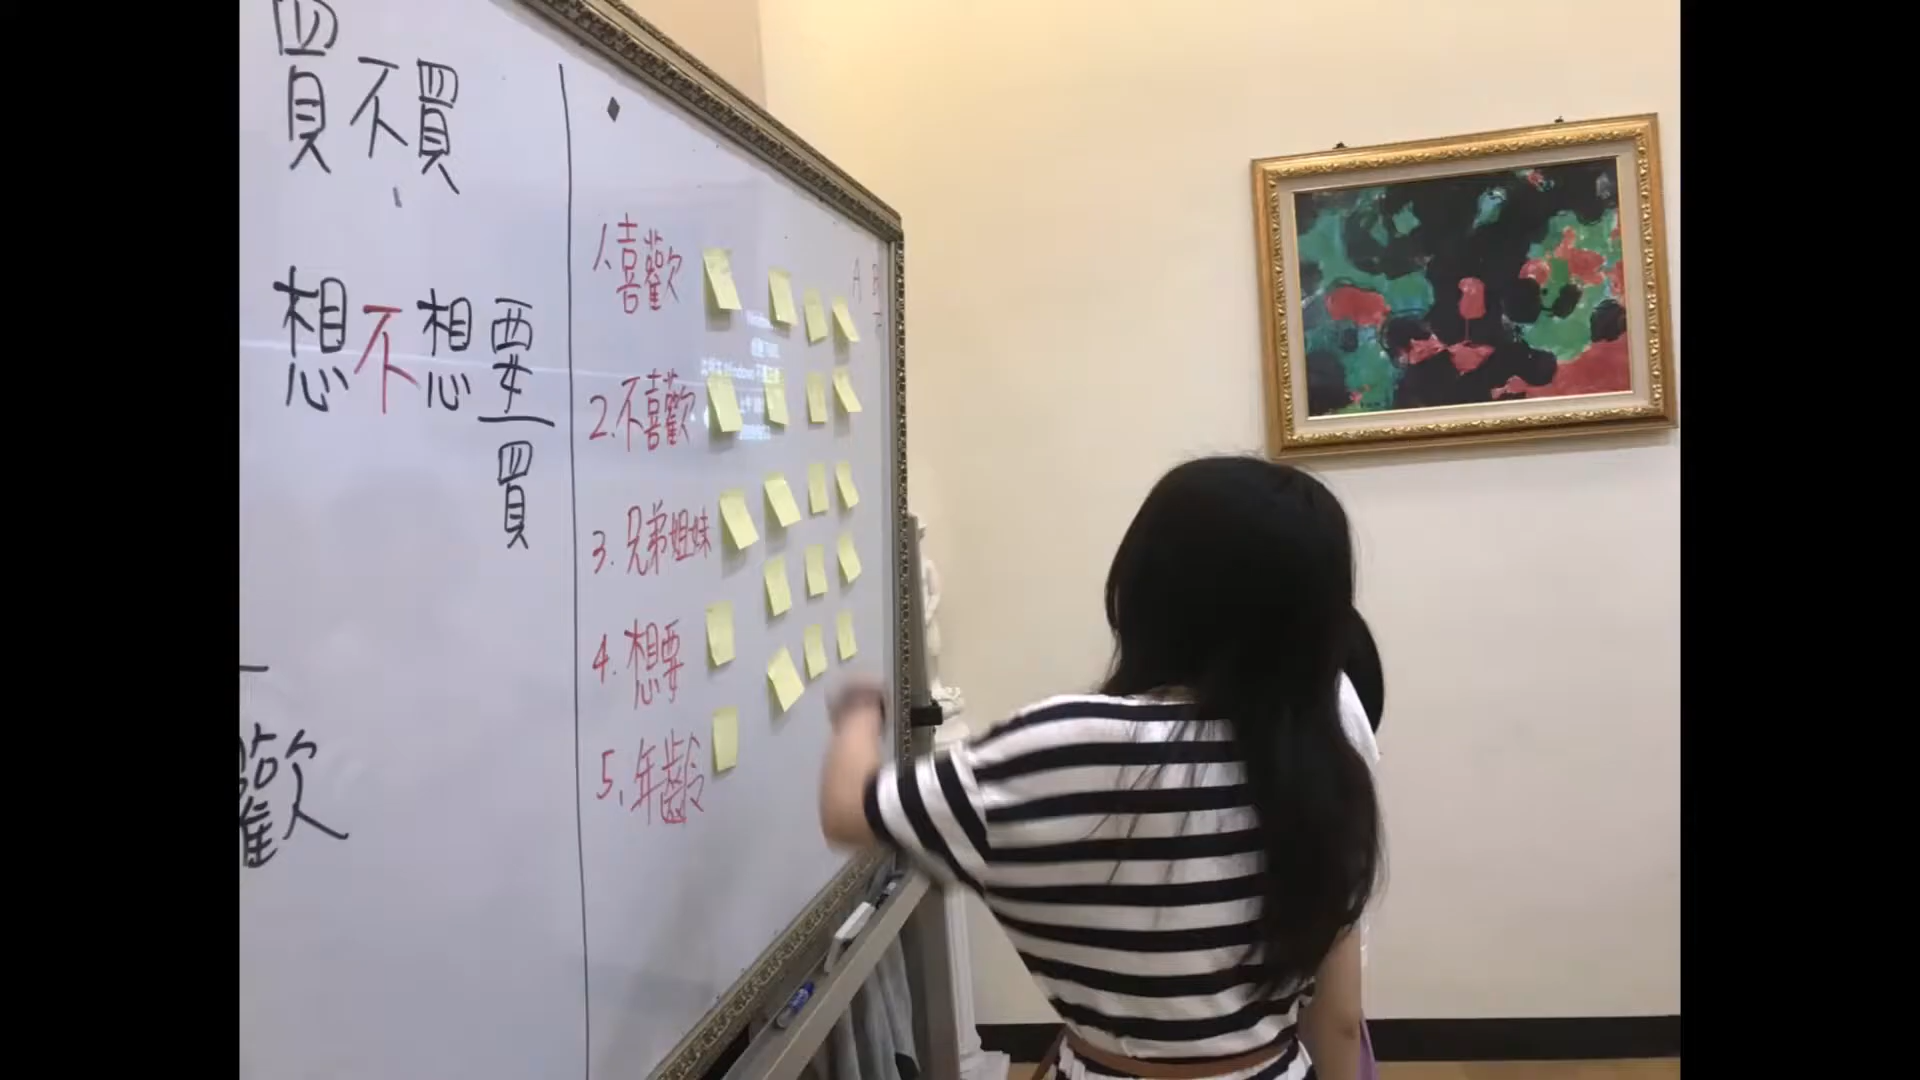 買不買
想不想要
買
歡
1.喜歡
2.不喜歡
3.兄弟姐妹
4.想要
5.年齡
A B